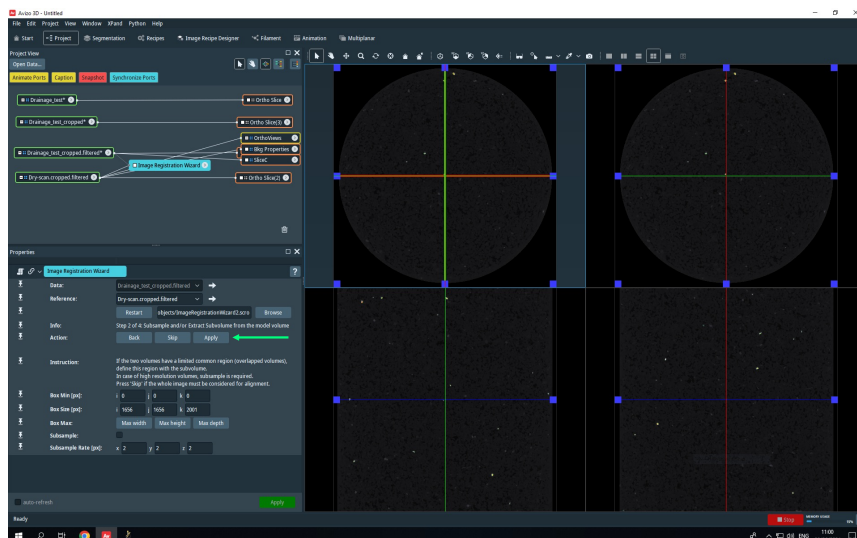 Avizo 3D - Untitled
File Edit Project View Window XPand Python Help
Start Project Segmentation Recipes Image Recipe Designer Filament Animation Multiplanar
Project View
Open Data...
Animate Ports Caption Snapshot Synchronize Ports
Drainage_test* Ortho Slice
Drainage_test_cropped* Ortho Slice(3)
OrthoViews
Drainage_test_cropped.filtered* Bkg Properties
Image Registration Wizard SliceC
Dry-scan.cropped.filtered Ortho Slice(2)
Properties
Image Registration Wizard ?
Data: Drainage_test_cropped.filtered
Reference: Dry-scan.cropped.filtered
Restart objects/ImageRegistrationWizard2.scro Browse
Info: Step 2 of 4: Subsample and/or Extract Subvolume from the model volume
Action: Back Skip Apply
Instruction: If the two volumes have a limited common region (overlapped volumes),
define this region with the subvolume.
In case of high resolution volumes, subsample is required.
Press 'Skip' if the whole image must be considered for alignment.
Box Min [px]: i 0 j 0 k 0
Box Size [px]: i 1656 j 1656 k 2001
Box Max: Max width Max height Max depth
Subsample:
Subsample Rate [px]: x 2 y 2 z 2
auto-refresh Apply
Ready Stop MEMORY USAGE
ENG 11:00